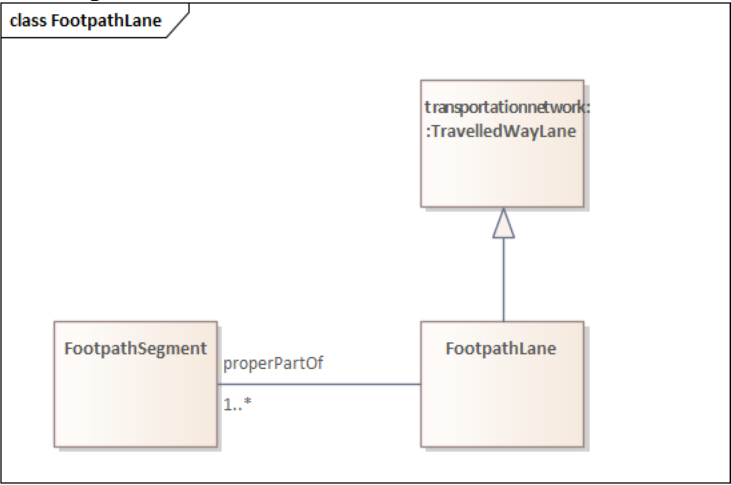 class FootpathLane
transportationnetwork:
:TravelledWayLane
FootpathSegment
properPartOf
1..*
FootpathLane